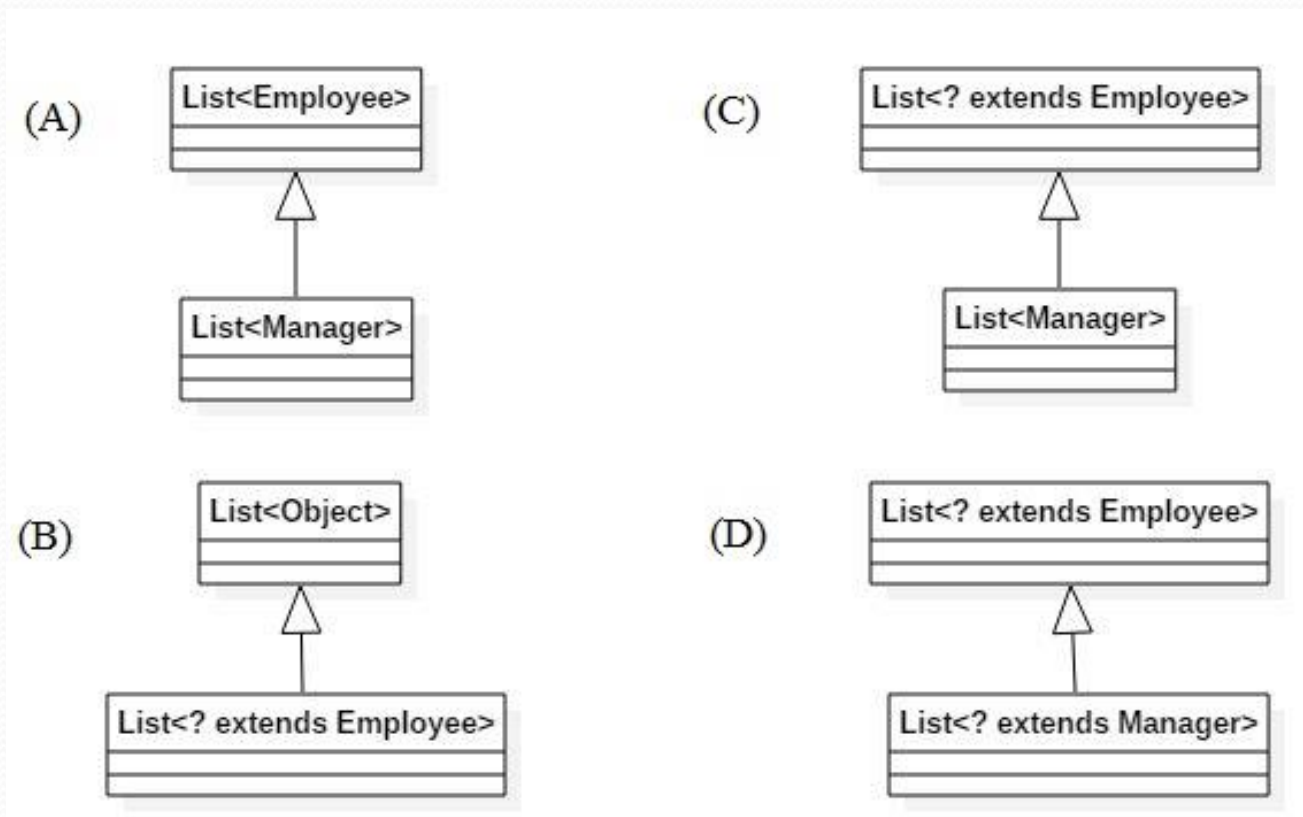 (A)
List<Employee>
List<Manager>
(B)
List<Object>
List<? extends Employee>
(C)
List<? extends Employee>
List<Manager>
(D)
List<? extends Employee>
List<? extends Manager>